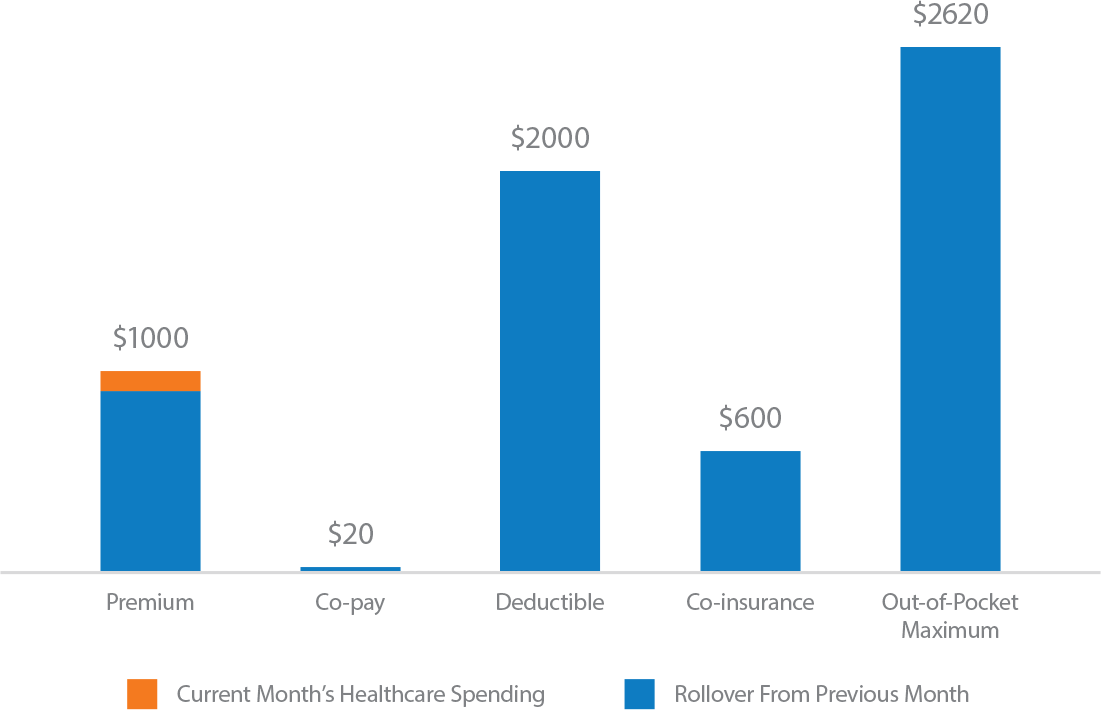 $2620
$2000
$1000
$600
$20
Premium
Co-pay
Deductible
Co-insurance
Out-of-Pocket
Maximum
Current Month’s Healthcare Spending
Rollover From Previous Month